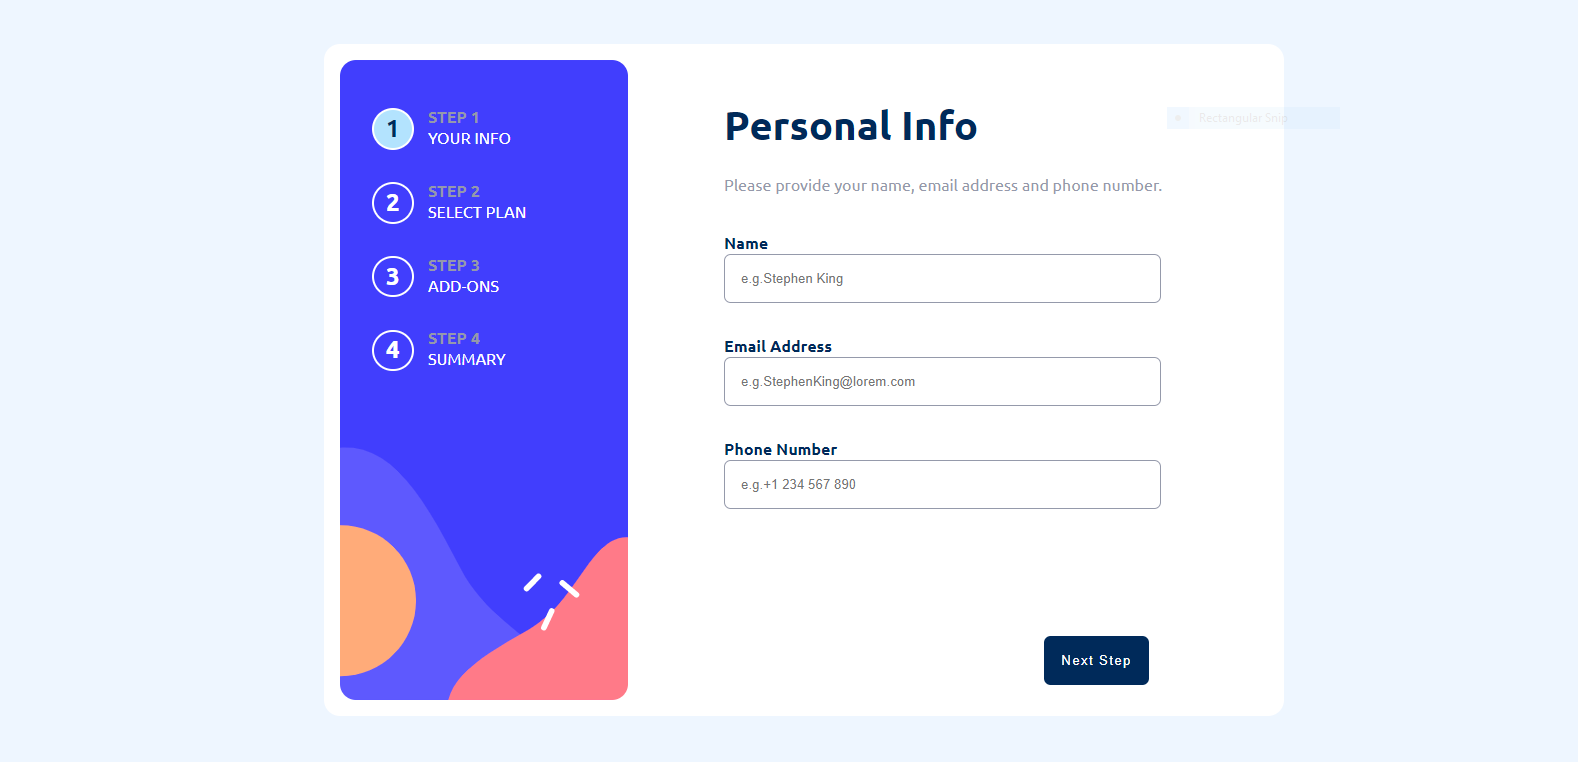 1
STEP 1
YOUR INFO
2
STEP 2
SELECT PLAN
3
STEP 3
ADD-ONS
4
STEP 4
SUMMARY
Personal Info
Rectangular Snip
Please provide your name, email address and phone number.
Name
e.g.Stephen King
Email Address
e.g.StephenKing@lorem.com
Phone Number
e.g.+1 234 567 890
Next Step